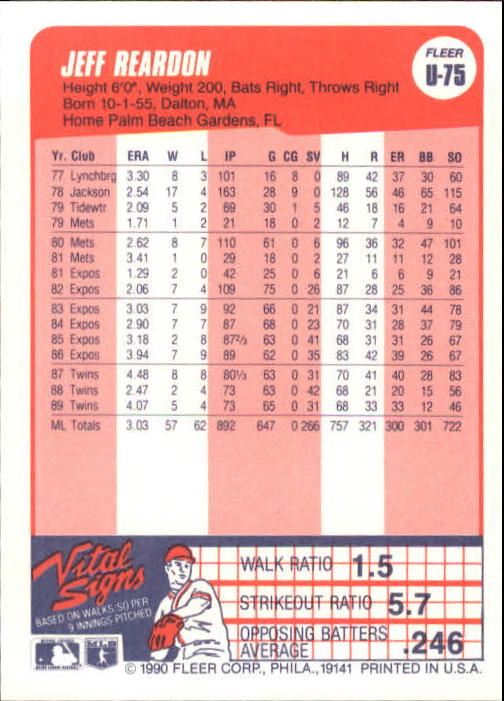 JEFF REARDON
FLEER
U-75
Height 6'0", Weight 200, Bats Right, Throws Right
Born 10-1-55, Dalton, MA
Home Palm Beach Gardens, FL
Yr. Club ERA W L IP G CG SV H R ER BB SO
77 Lynchbrg 3.30 8 3 101 16 8 0 89 42 37 30 60
78 Jackson 2.54 17 4 163 28 9 0 128 56 46 65 115
79 Tidewtr 2.09 5 2 69 30 1 5 46 18 16 21 64
79 Mets 1.71 1 2 21 18 0 2 12 7 4 9 10
80 Mets 2.62 8 7 110 61 0 6 96 36 32 47 101
81 Mets 3.41 1 0 29 18 0 2 27 11 11 12 28
81 Expos 1.29 2 0 42 25 0 6 21 6 6 9 21
82 Expos 2.06 7 4 109 75 0 26 87 28 25 36 86
83 Expos 3.03 7 9 92 66 0 21 87 34 31 44 78
84 Expos 2.90 7 7 87 68 0 23 70 31 28 37 79
85 Expos 3.18 2 8 87 2/3 63 0 41 68 31 31 26 67
86 Expos 3.94 7 9 89 62 0 35 83 42 39 26 67
87 Twins 4.48 8 8 80 1/3 63 0 31 70 41 40 28 83
88 Twins 2.47 2 4 73 63 0 42 68 21 20 15 56
89 Twins 4.07 5 4 73 65 0 31 68 33 33 12 46
ML Totals 3.03 57 62 892 647 0 266 757 321 300 301 722
Vital
Signs
BASED ON WALKS/SO PER
9 INNINGS PITCHED
WALK RATIO 1.5
STRIKEOUT RATIO 5.7
OPPOSING BATTERS
AVERAGE .246
© 1990 FLEER CORP., PHILA., 19141 PRINTED IN U.S.A.